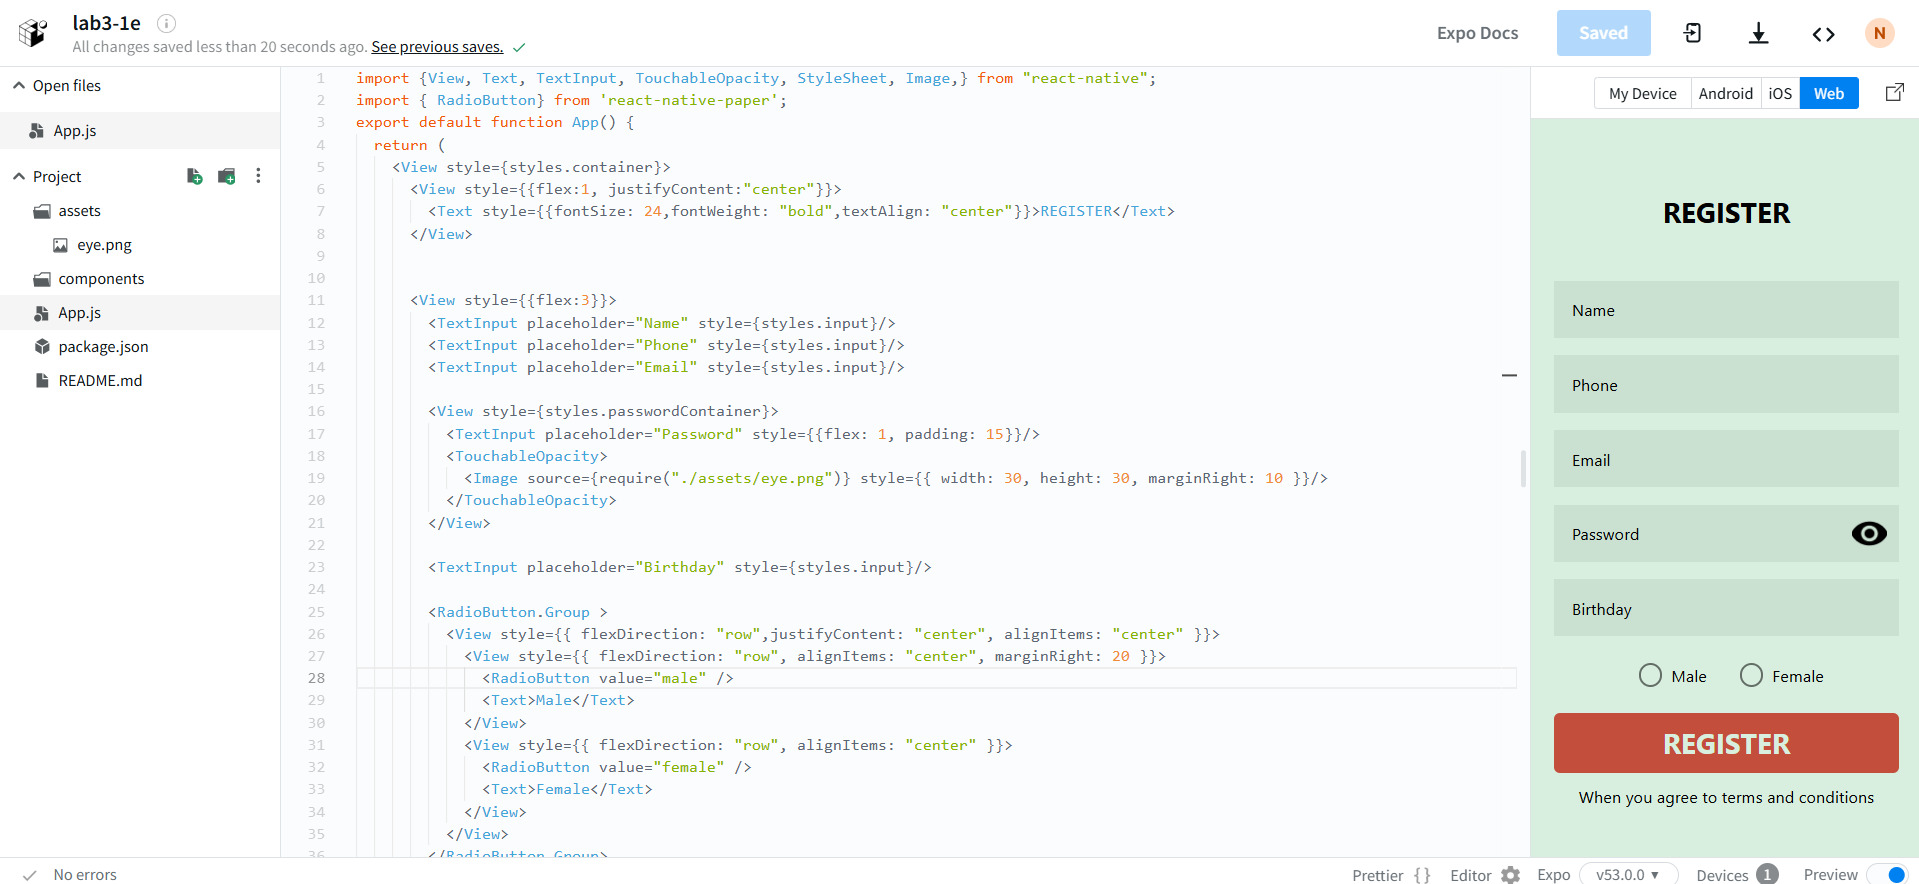 lab3-1e
All changes saved less than 20 seconds ago. See previous saves.
Expo Docs
Saved
N
Open files
App.js
Project
assets
eye.png
components
App.js
package.json
README.md
1 import {View, Text, TextInput, TouchableOpacity, StyleSheet, Image,} from "react-native";
2 import { RadioButton} from 'react-native-paper';
3 export default function App() {
4 return (
5 <View style={styles.container}>
6 <View style={{flex:1, justifyContent:"center"}}>
7 <Text style={{fontSize: 24,fontWeight: "bold",textAlign: "center"}}>REGISTER</Text>
8 </View>
9
10
11 <View style={{flex:3}}>
12 <TextInput placeholder="Name" style={styles.input}/>
13 <TextInput placeholder="Phone" style={styles.input}/>
14 <TextInput placeholder="Email" style={styles.input}/>
15
16 <View style={styles.passwordContainer}>
17 <TextInput placeholder="Password" style={{flex: 1, padding: 15}}/>
18 <TouchableOpacity>
19 <Image source={require("./assets/eye.png")} style={{ width: 30, height: 30, marginRight: 10 }}/>
20 </TouchableOpacity>
21 </View>
22
23 <TextInput placeholder="Birthday" style={styles.input}/>
24
25 <RadioButton.Group >
26 <View style={{ flexDirection: "row",justifyContent: "center", alignItems: "center" }}>
27 <View style={{ flexDirection: "row", alignItems: "center", marginRight: 20 }}>
28 <RadioButton value="male" />
29 <Text>Male</Text>
30 </View>
31 <View style={{ flexDirection: "row", alignItems: "center" }}>
32 <RadioButton value="female" />
33 <Text>Female</Text>
34 </View>
35 </View>
36 </RadioButton.Group>
My Device Android iOS Web
REGISTER
Name
Phone
Email
Password
Birthday
Male Female
REGISTER
When you agree to terms and conditions
No errors
Prettier {} Editor Expo v53.0.0 Devices 1 Preview